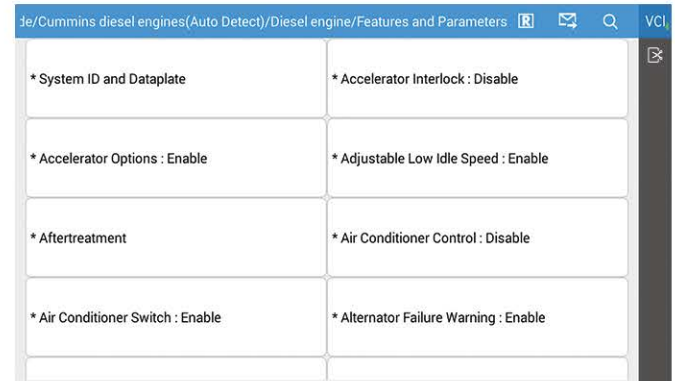 de/Cummins diesel engines(Auto Detect)/Diesel engine/Features and Parameters R VCI
* System ID and Dataplate
* Accelerator Interlock : Disable
* Accelerator Options : Enable
* Adjustable Low Idle Speed : Enable
* Aftertreatment
* Air Conditioner Control : Disable
* Air Conditioner Switch : Enable
* Alternator Failure Warning : Enable